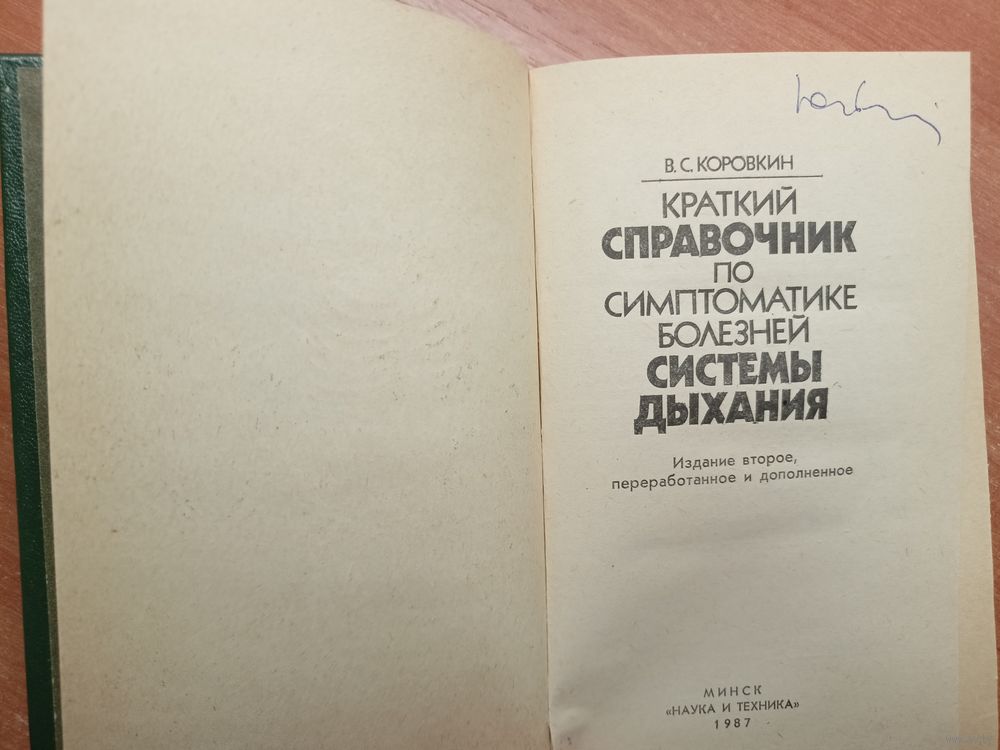 В. С. КОРОВКИН
КРАТКИЙ
СПРАВОЧНИК
ПО
СИМПТОМАТИКЕ
БОЛЕЗНЕЙ
СИСТЕМЫ
ДЫХАНИЯ
Издание второе,
переработанное и дополненное
МИНСК
«НАУКА И ТЕХНИКА»
1987